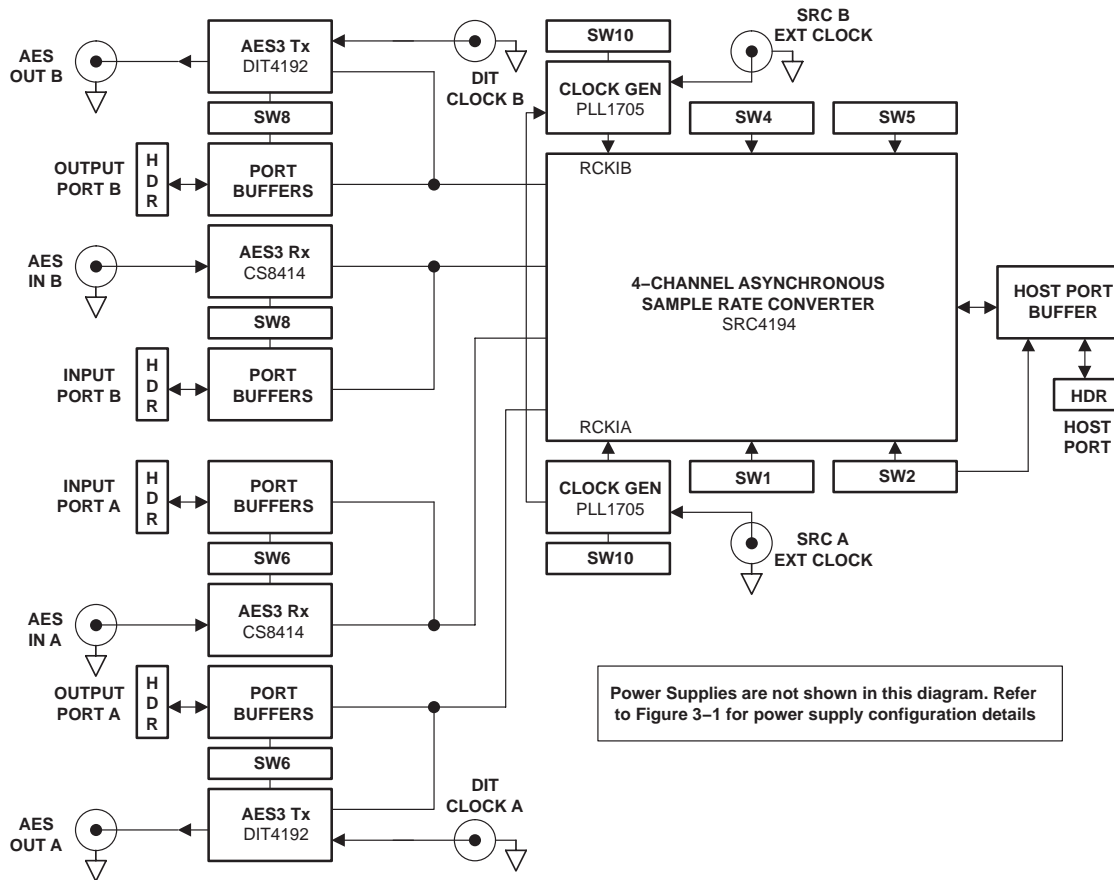 AES
OUT B
AES3 Tx
DIT4192
DIT
CLOCK B
SW8
OUTPUT
PORT B
H
D
R
PORT
BUFFERS
AES
IN B
AES3 Rx
CS8414
SW8
INPUT
PORT B
H
D
R
PORT
BUFFERS
INPUT
PORT A
H
D
R
PORT
BUFFERS
SW6
AES
IN A
AES3 Rx
CS8414
OUTPUT
PORT A
H
D
R
PORT
BUFFERS
SW6
AES
OUT A
AES3 Tx
DIT4192
DIT
CLOCK A
SW10
SRC B
EXT CLOCK
CLOCK GEN
PLL1705
SW4
SW5
RCKIB
4–CHANNEL ASYNCHRONOUS
SAMPLE RATE CONVERTER
SRC4194
HOST PORT
BUFFER
HDR
HOST
PORT
RCKIA
CLOCK GEN
PLL1705
SW1
SW2
SW10
SRC A
EXT CLOCK
Power Supplies are not shown in this diagram. Refer
to Figure 3–1 for power supply configuration details